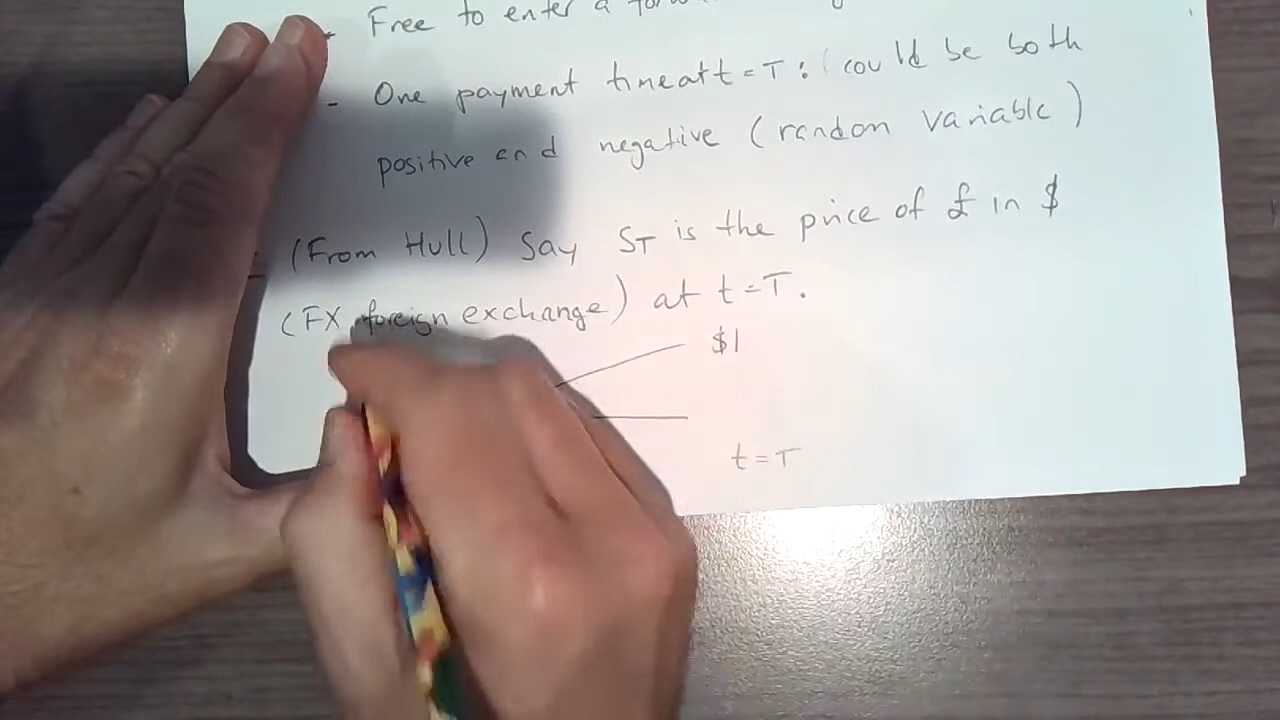 - Free to enter a
- One payment time at t=T: could be both
positive and negative (random variable)
: (From Hull) Say S_T is the price of £ in $
(FX foreign exchange) at t=T.
$1
t=T